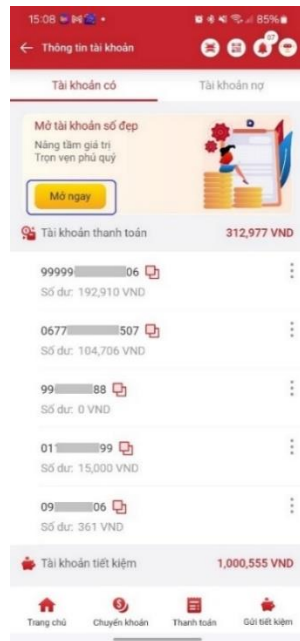 15:08
85%
Thông tin tài khoản
07
Tài khoản có
Tài khoản nợ
Mở tài khoản số đẹp
Nâng tầm giá trị
Trọn vẹn phú quý
Mở ngay
Tài khoản thanh toán
312,977 VND
99999 06
Số dư: 192,910 VND
0677 507
Số dư: 104,706 VND
99 88
Số dư: 0 VND
01 99
Số dư: 15,000 VND
09 06
Số dư: 361 VND
Tài khoản tiết kiệm
1,000,555 VND
Trang chủ
Chuyển khoản
Thanh toán
Gửi tiết kiệm